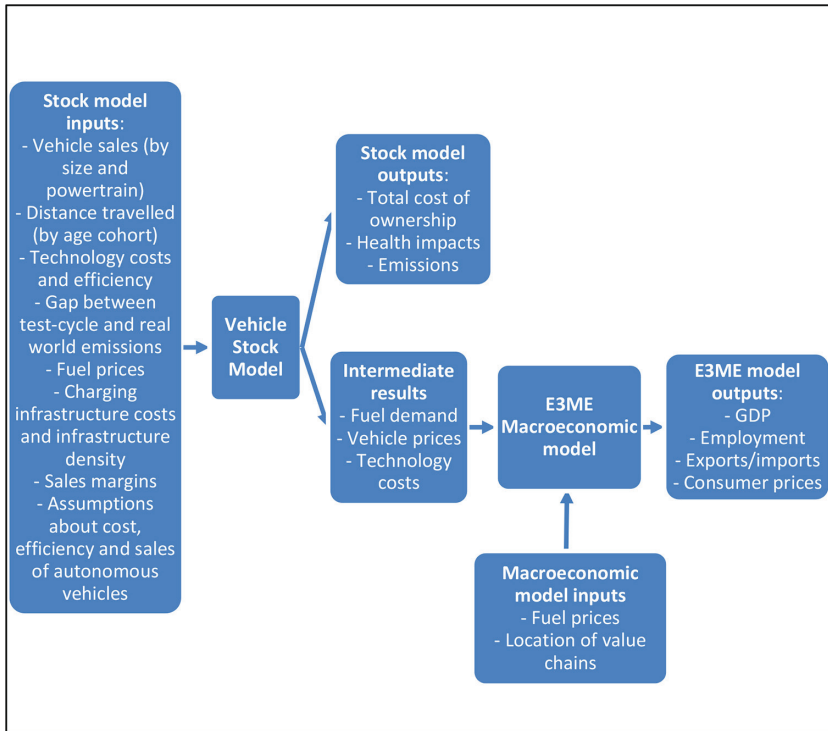 Stock model
inputs:
- Vehicle sales (by
size and
powertrain)
- Distance travelled
(by age cohort)
- Technology costs
and efficiency
- Gap between
test-cycle and real
world emissions
- Fuel prices
- Charging
infrastructure costs
and infrastructure
density
- Sales margins
- Assumptions
about cost,
efficiency and sales
of autonomous
vehicles
Vehicle
Stock
Model
Stock model
outputs:
- Total cost of
ownership
- Health impacts
- Emissions
Intermediate
results
- Fuel demand
- Vehicle prices
- Technology
costs
E3ME
Macroeconomic
model
E3ME model
outputs:
- GDP
- Employment
- Exports/imports
- Consumer prices
Macroeconomic
model inputs
- Fuel prices
- Location of value
chains